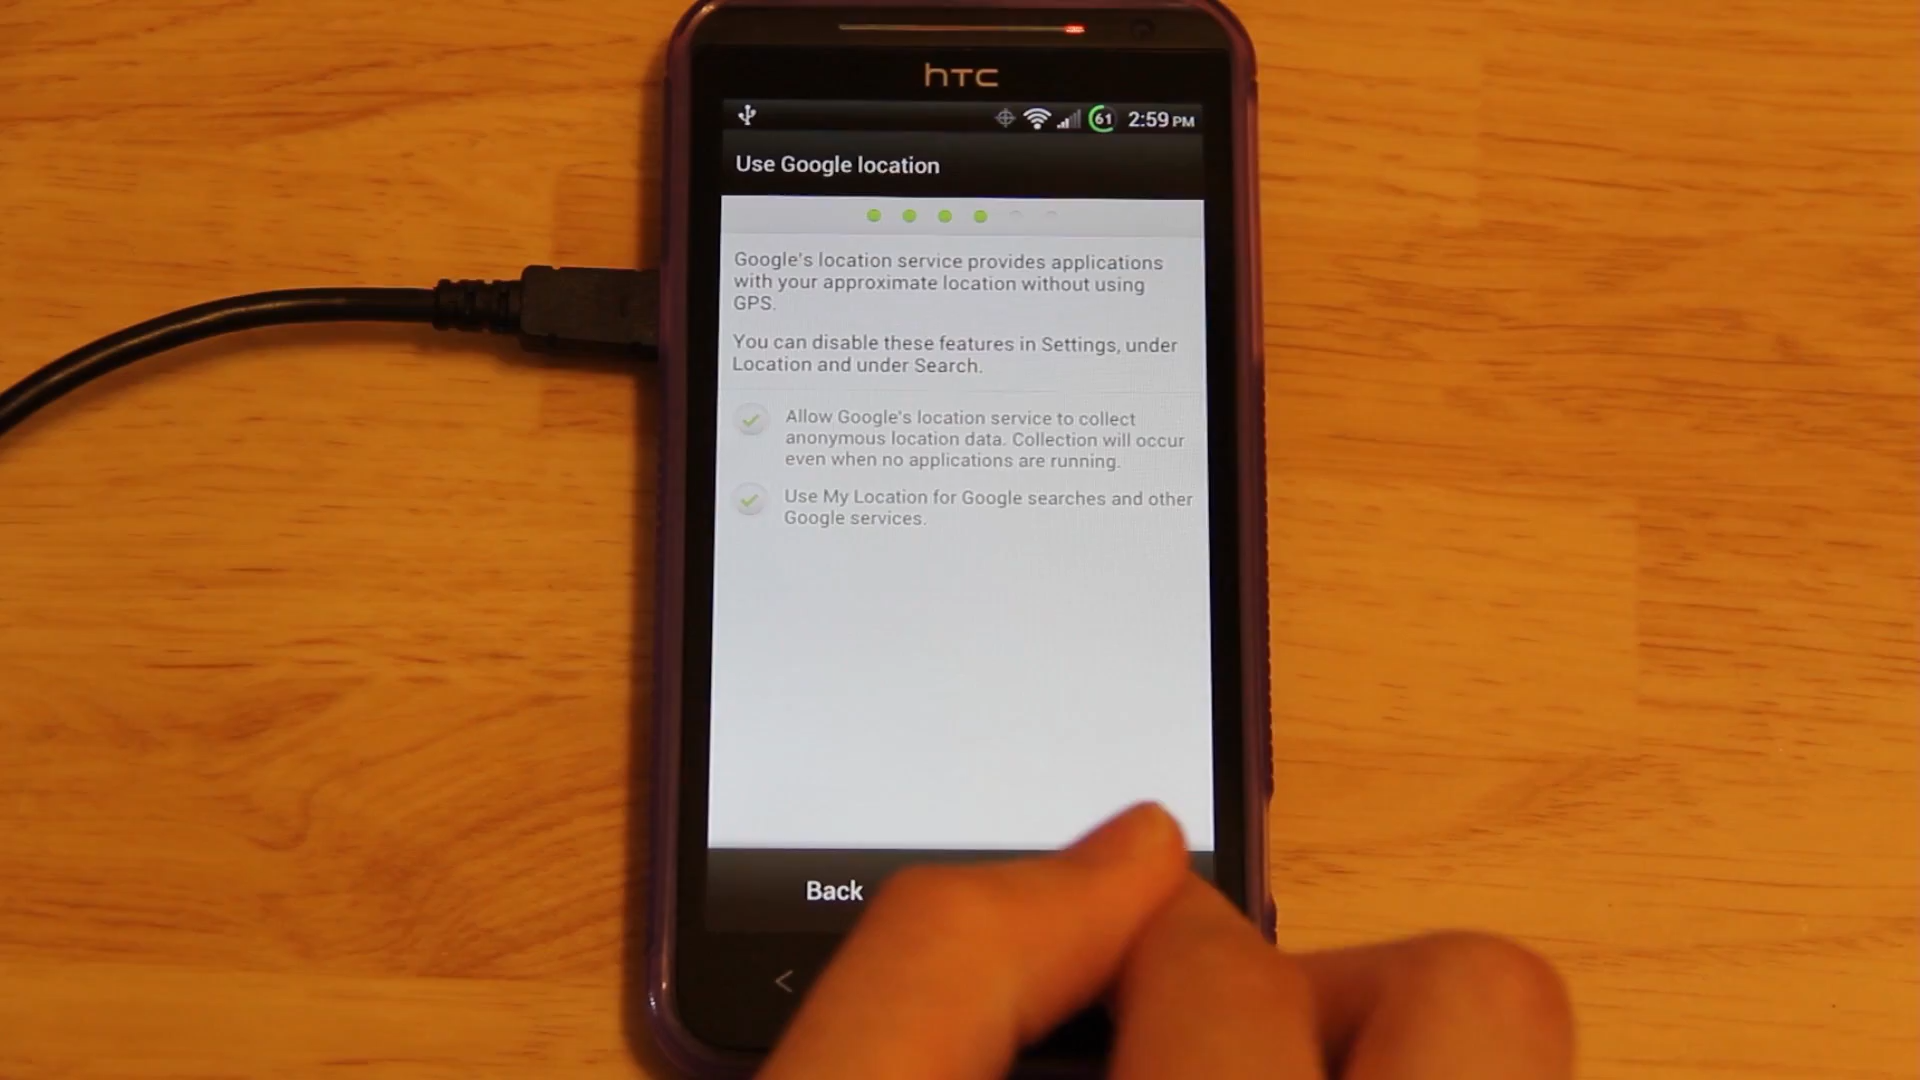 hTC
61 2:59 PM
Use Google location
Google's location service provides applications
with your approximate location without using
GPS.
You can disable these features in Settings, under
Location and under Search.
Allow Google's location service to collect
anonymous location data. Collection will occur
even when no applications are running.
Use My Location for Google searches and other
Google services.
Back